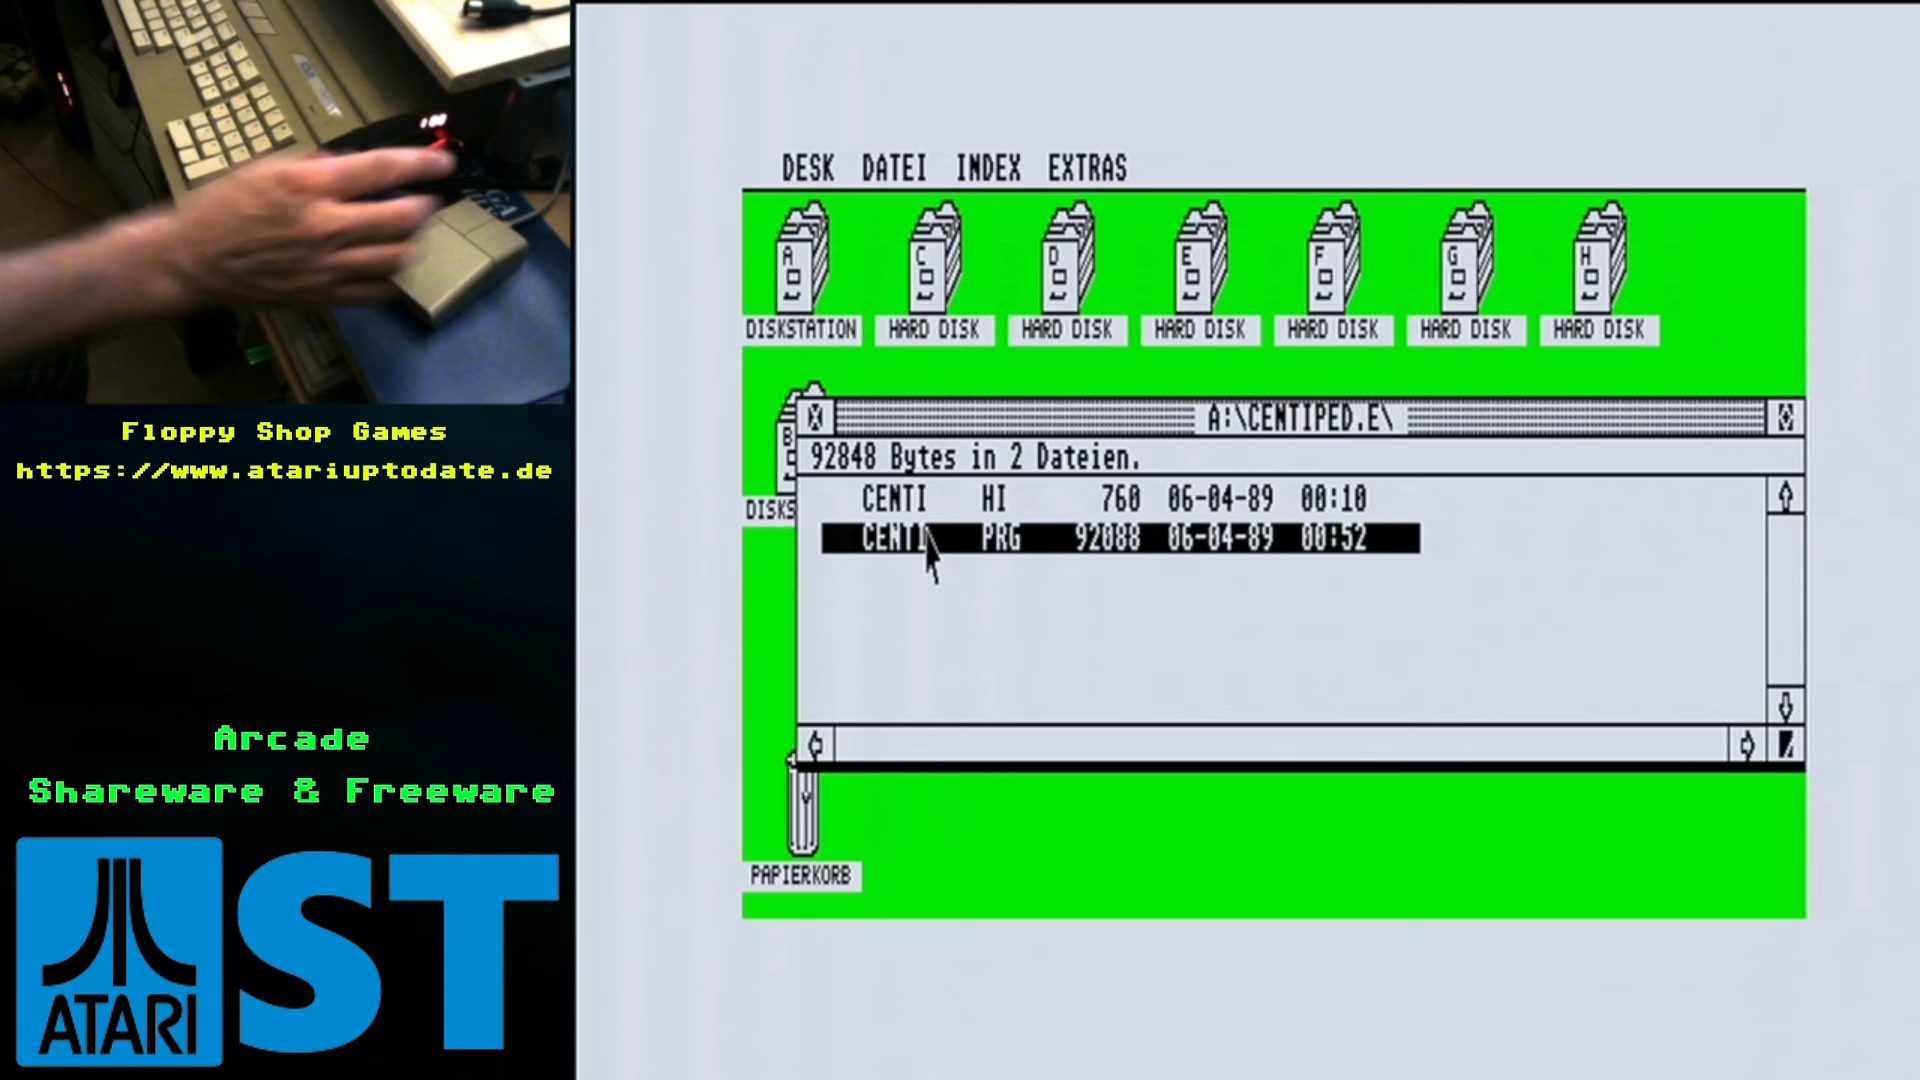 Floppy Shop Games
https://www.atariuptodate.de
Arcade
Shareware & Freeware
ATARI
ST
DESK DATEI INDEX EXTRAS
A C D E F G H
DISKSTATION HARD DISK HARD DISK HARD DISK HARD DISK HARD DISK HARD DISK
A:\CENTIPED.E\
92848 Bytes in 2 Dateien.
CENTI HI 760 06-04-89 00:10
CENTI PRG 92088 06-04-89 00:52
B
DISKS
PAPIERKORB